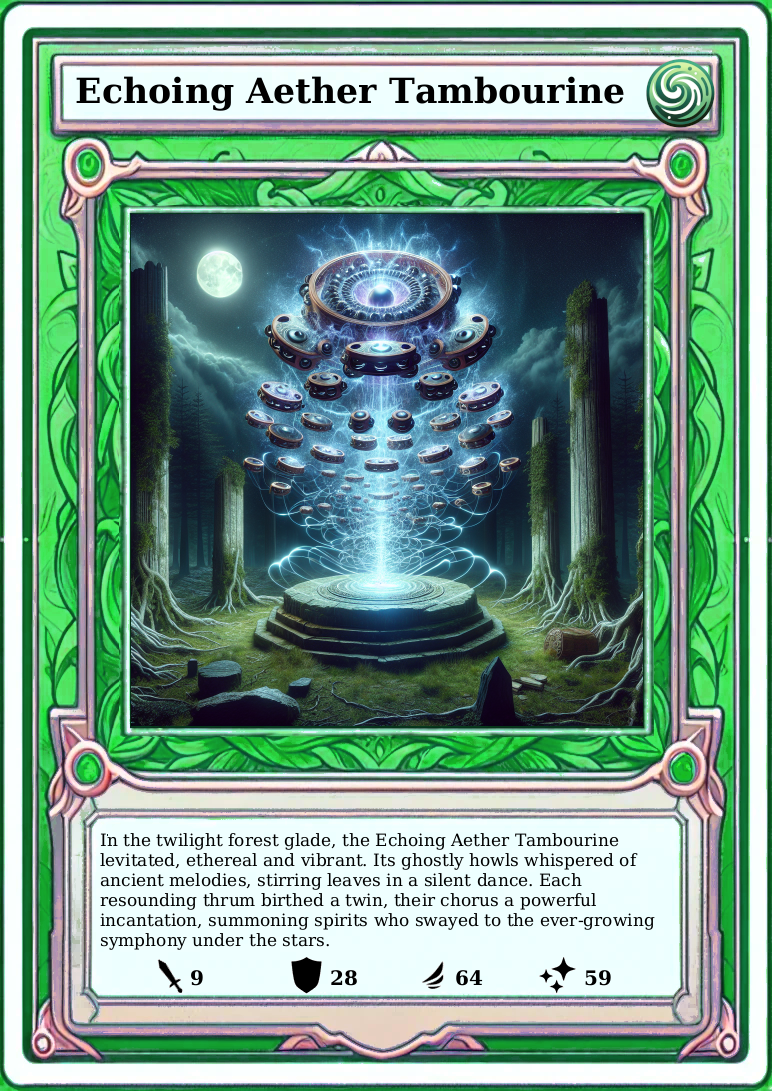 Echoing Aether Tambourine
In the twilight forest glade, the Echoing Aether Tambourine
levitated, ethereal and vibrant. Its ghostly howls whispered of
ancient melodies, stirring leaves in a silent dance. Each
resounding thrum birthed a twin, their chorus a powerful
incantation, summoning spirits who swayed to the ever-growing
symphony under the stars.
9 28 64 59